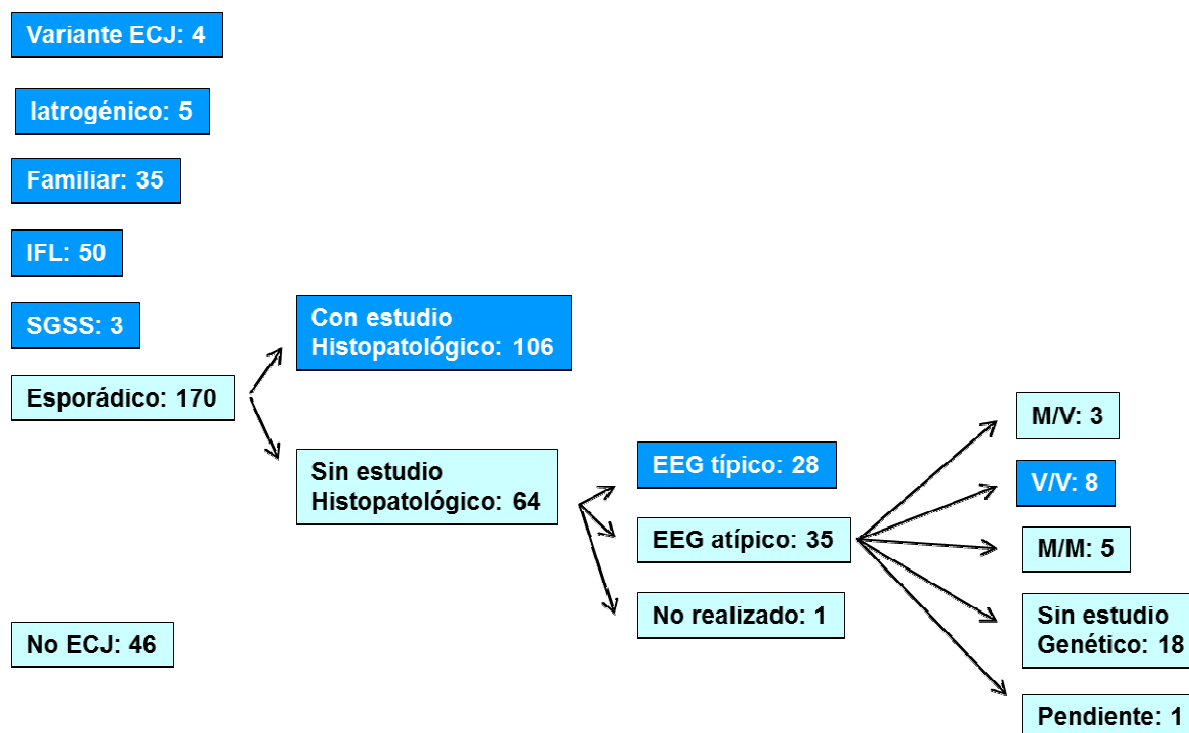 Variante ECJ: 4
Iatrogénico: 5
Familiar: 35
IFL: 50
SGSS: 3
Esporádico: 170
No ECJ: 46
Con estudio
Histopatológico: 106
Sin estudio
Histopatológico: 64
EEG típico: 28
EEG atípico: 35
No realizado: 1
M/V: 3
V/V: 8
M/M: 5
Sin estudio
Genético: 18
Pendiente: 1